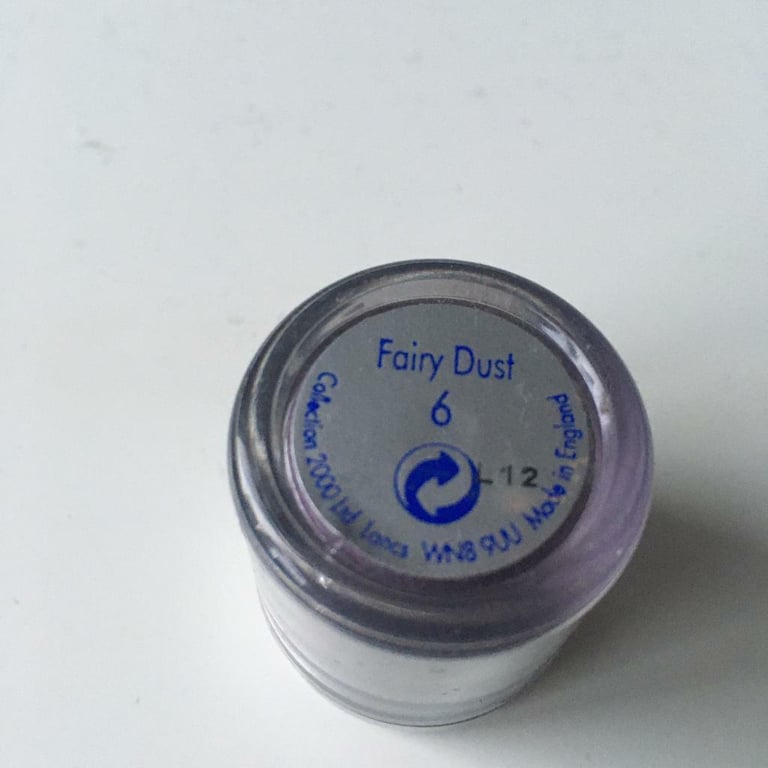 Fairy Dust
6
L12
Collection 2000 Ltd. Lancs WN8 9UU Made in England